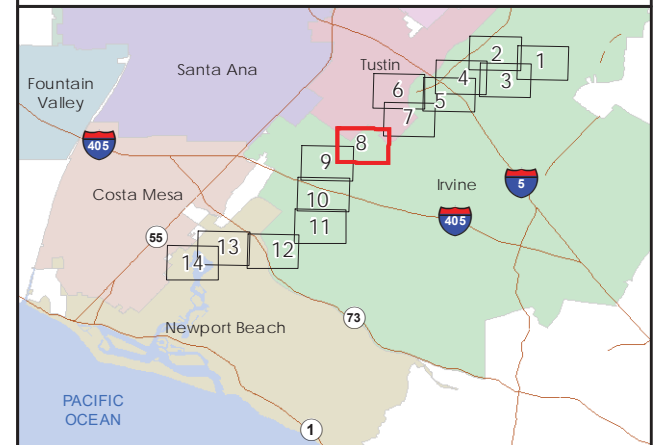 Santa Ana
Tustin
2
1
Fountain
Valley
4
3
6
5
7
405
8
9
5
Costa Mesa
10
Irvine
405
11
55
13
12
14
73
Newport Beach
PACIFIC
OCEAN
1